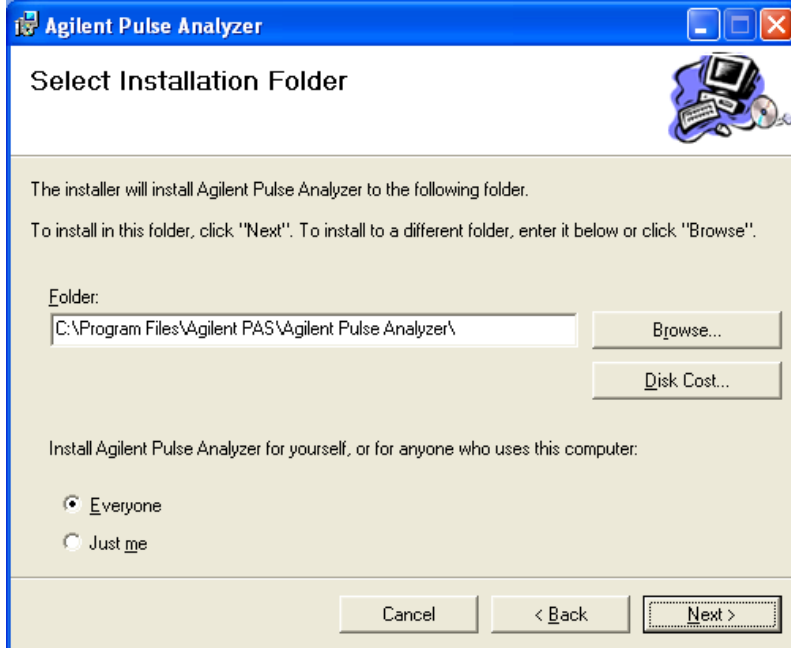 Agilent Pulse Analyzer
Select Installation Folder
The installer will install Agilent Pulse Analyzer to the following folder.
To install in this folder, click "Next". To install to a different folder, enter it below or click "Browse".
Folder:
C:\Program Files\Agilent PAS\Agilent Pulse Analyzer\
Browse...
Disk Cost...
Install Agilent Pulse Analyzer for yourself, or for anyone who uses this computer:
Everyone
Just me
Cancel
< Back
Next >